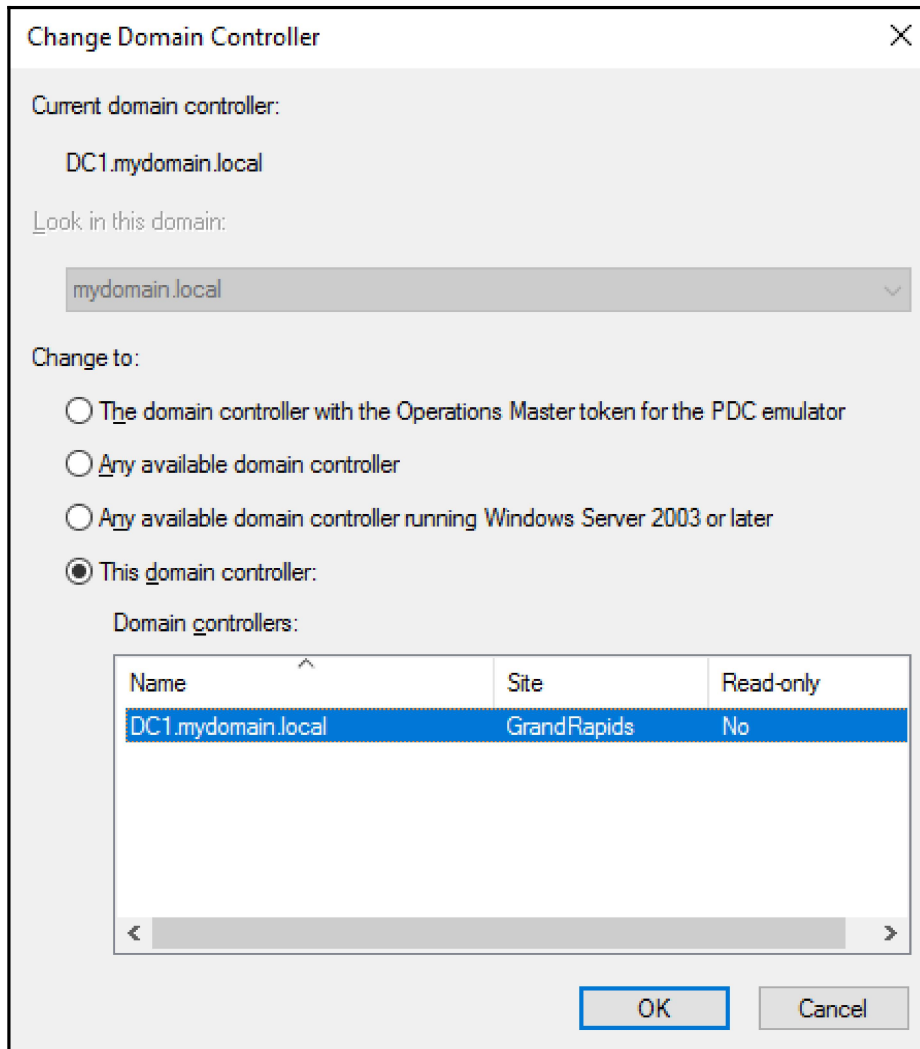 Change Domain Controller
Current domain controller:
DC1.mydomain.local
Look in this domain:
mydomain.local
Change to:
The domain controller with the Operations Master token for the PDC emulator
Any available domain controller
Any available domain controller running Windows Server 2003 or later
This domain controller:
Domain controllers:
Name Site Read-only
DC1.mydomain.local GrandRapids No
OK Cancel